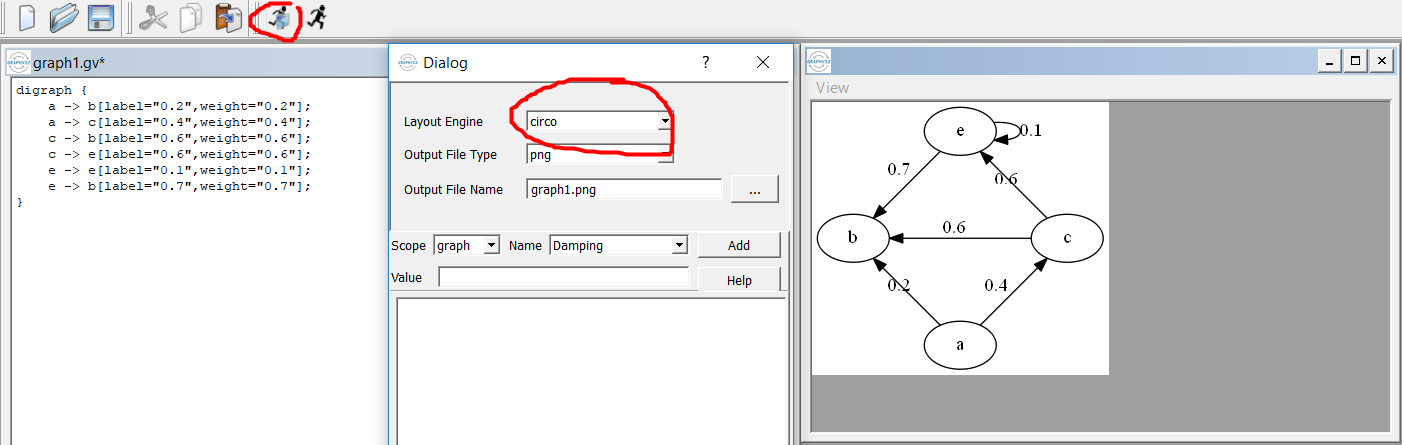 graph1.gv*
digraph {
a -> b[label="0.2",weight="0.2"];
a -> c[label="0.4",weight="0.4"];
c -> b[label="0.6",weight="0.6"];
c -> e[label="0.6",weight="0.6"];
e -> e[label="0.1",weight="0.1"];
e -> b[label="0.7",weight="0.7"];
}
Dialog
?
Layout Engine circo
Output File Type png
Output File Name graph1.png ...
Scope graph Name Damping Add
Value Help
View
e 0.1
0.7 0.6
b 0.6 c
0.2 0.4
a